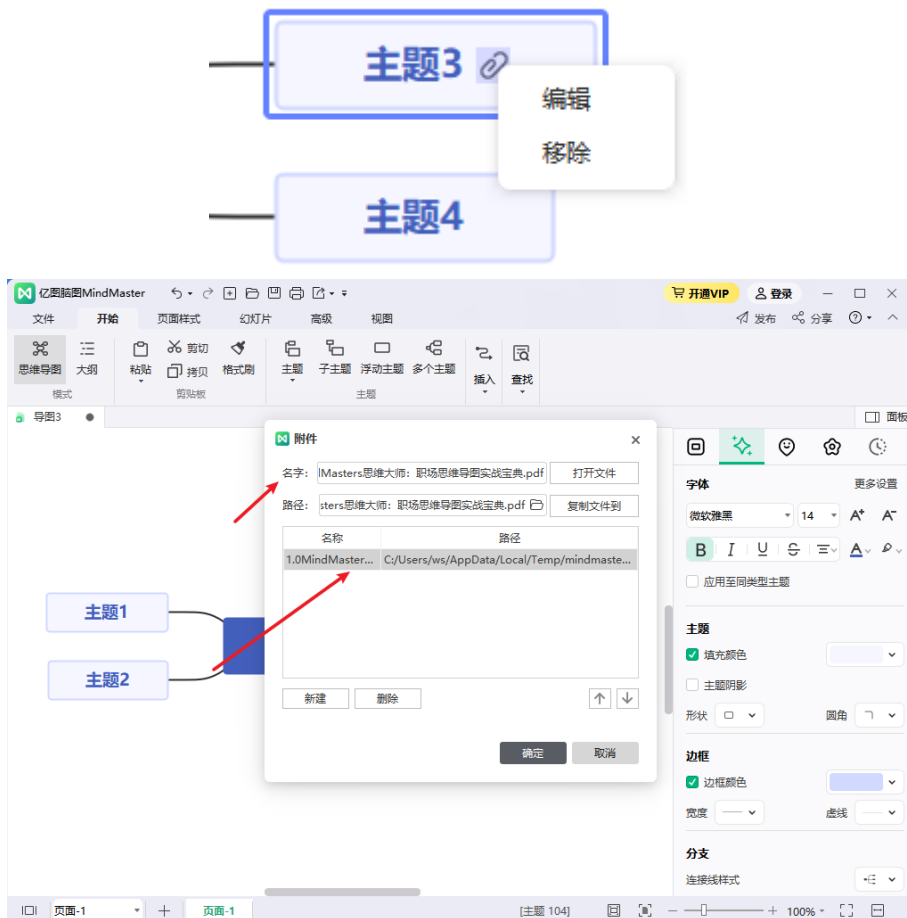 主题3
编辑
移除
主题4
亿图脑图MindMaster
开通VIP
登录
文件
开始
页面样式
幻灯片
高级
视图
发布
分享
思维导图
大纲
粘贴
剪切
拷贝
格式刷
主题
子主题
浮动主题
多个主题
插入
查找
模式
剪贴板
主题
导图3
面板
附件
名字:
lMasters思维大师：职场思维导图实战宝典.pdf
打开文件
路径:
sters思维大师：职场思维导图实战宝典.pdf
复制文件到
名称
路径
1.0MindMaster...
C:/Users/ws/AppData/Local/Temp/mindmaste...
新建
删除
确定
取消
主题1
主题2
字体
更多设置
微软雅黑
14
A+
A-
B
I
U
S
A
应用至同类型主题
主题
填充颜色
主题阴影
形状
圆角
边框
边框颜色
宽度
虚线
分支
连接线样式
页面-1
页面-1
[主题 104]
100%